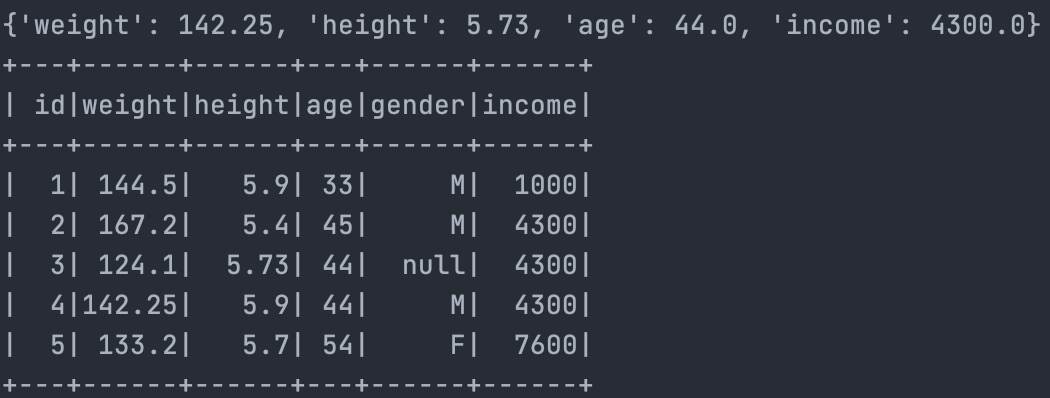 {'weight': 142.25, 'height': 5.73, 'age': 44.0, 'income': 4300.0}
+---+------+------+---+------+------+
| id|weight|height|age|gender|income|
+---+------+------+---+------+------+
|  1| 144.5|   5.9| 33|     M|  1000|
|  2| 167.2|   5.4| 45|     M|  4300|
|  3| 124.1|  5.73| 44|  null|  4300|
|  4|142.25|   5.9| 44|     M|  4300|
|  5| 133.2|   5.7| 54|     F|  7600|
+---+------+------+---+------+------+